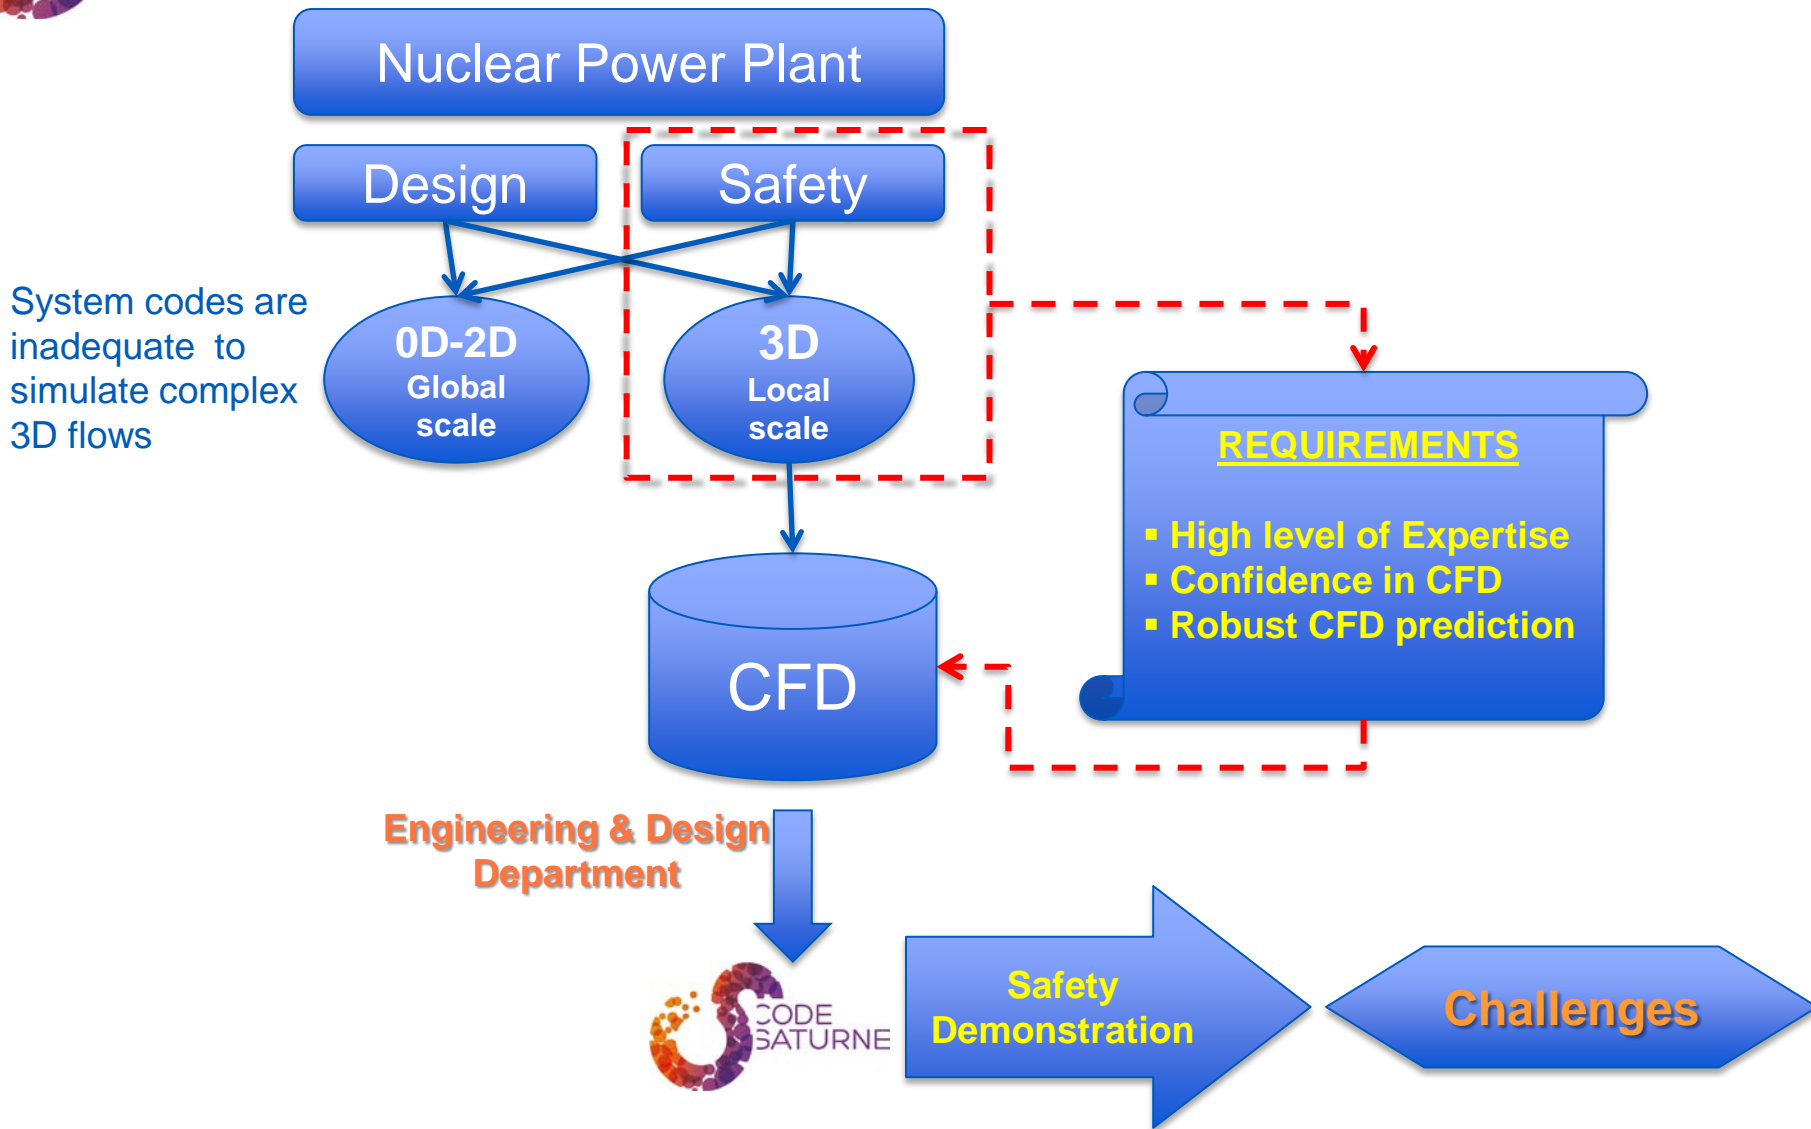 Nuclear Power Plant
Design
Safety
System codes are
inadequate to
simulate complex
3D flows
0D-2D
Global
scale
3D
Local
scale
REQUIREMENTS
▪ High level of Expertise
▪ Confidence in CFD
▪ Robust CFD prediction
CFD
Engineering & Design
Department
CODE
SATURNE
Safety
Demonstration
Challenges